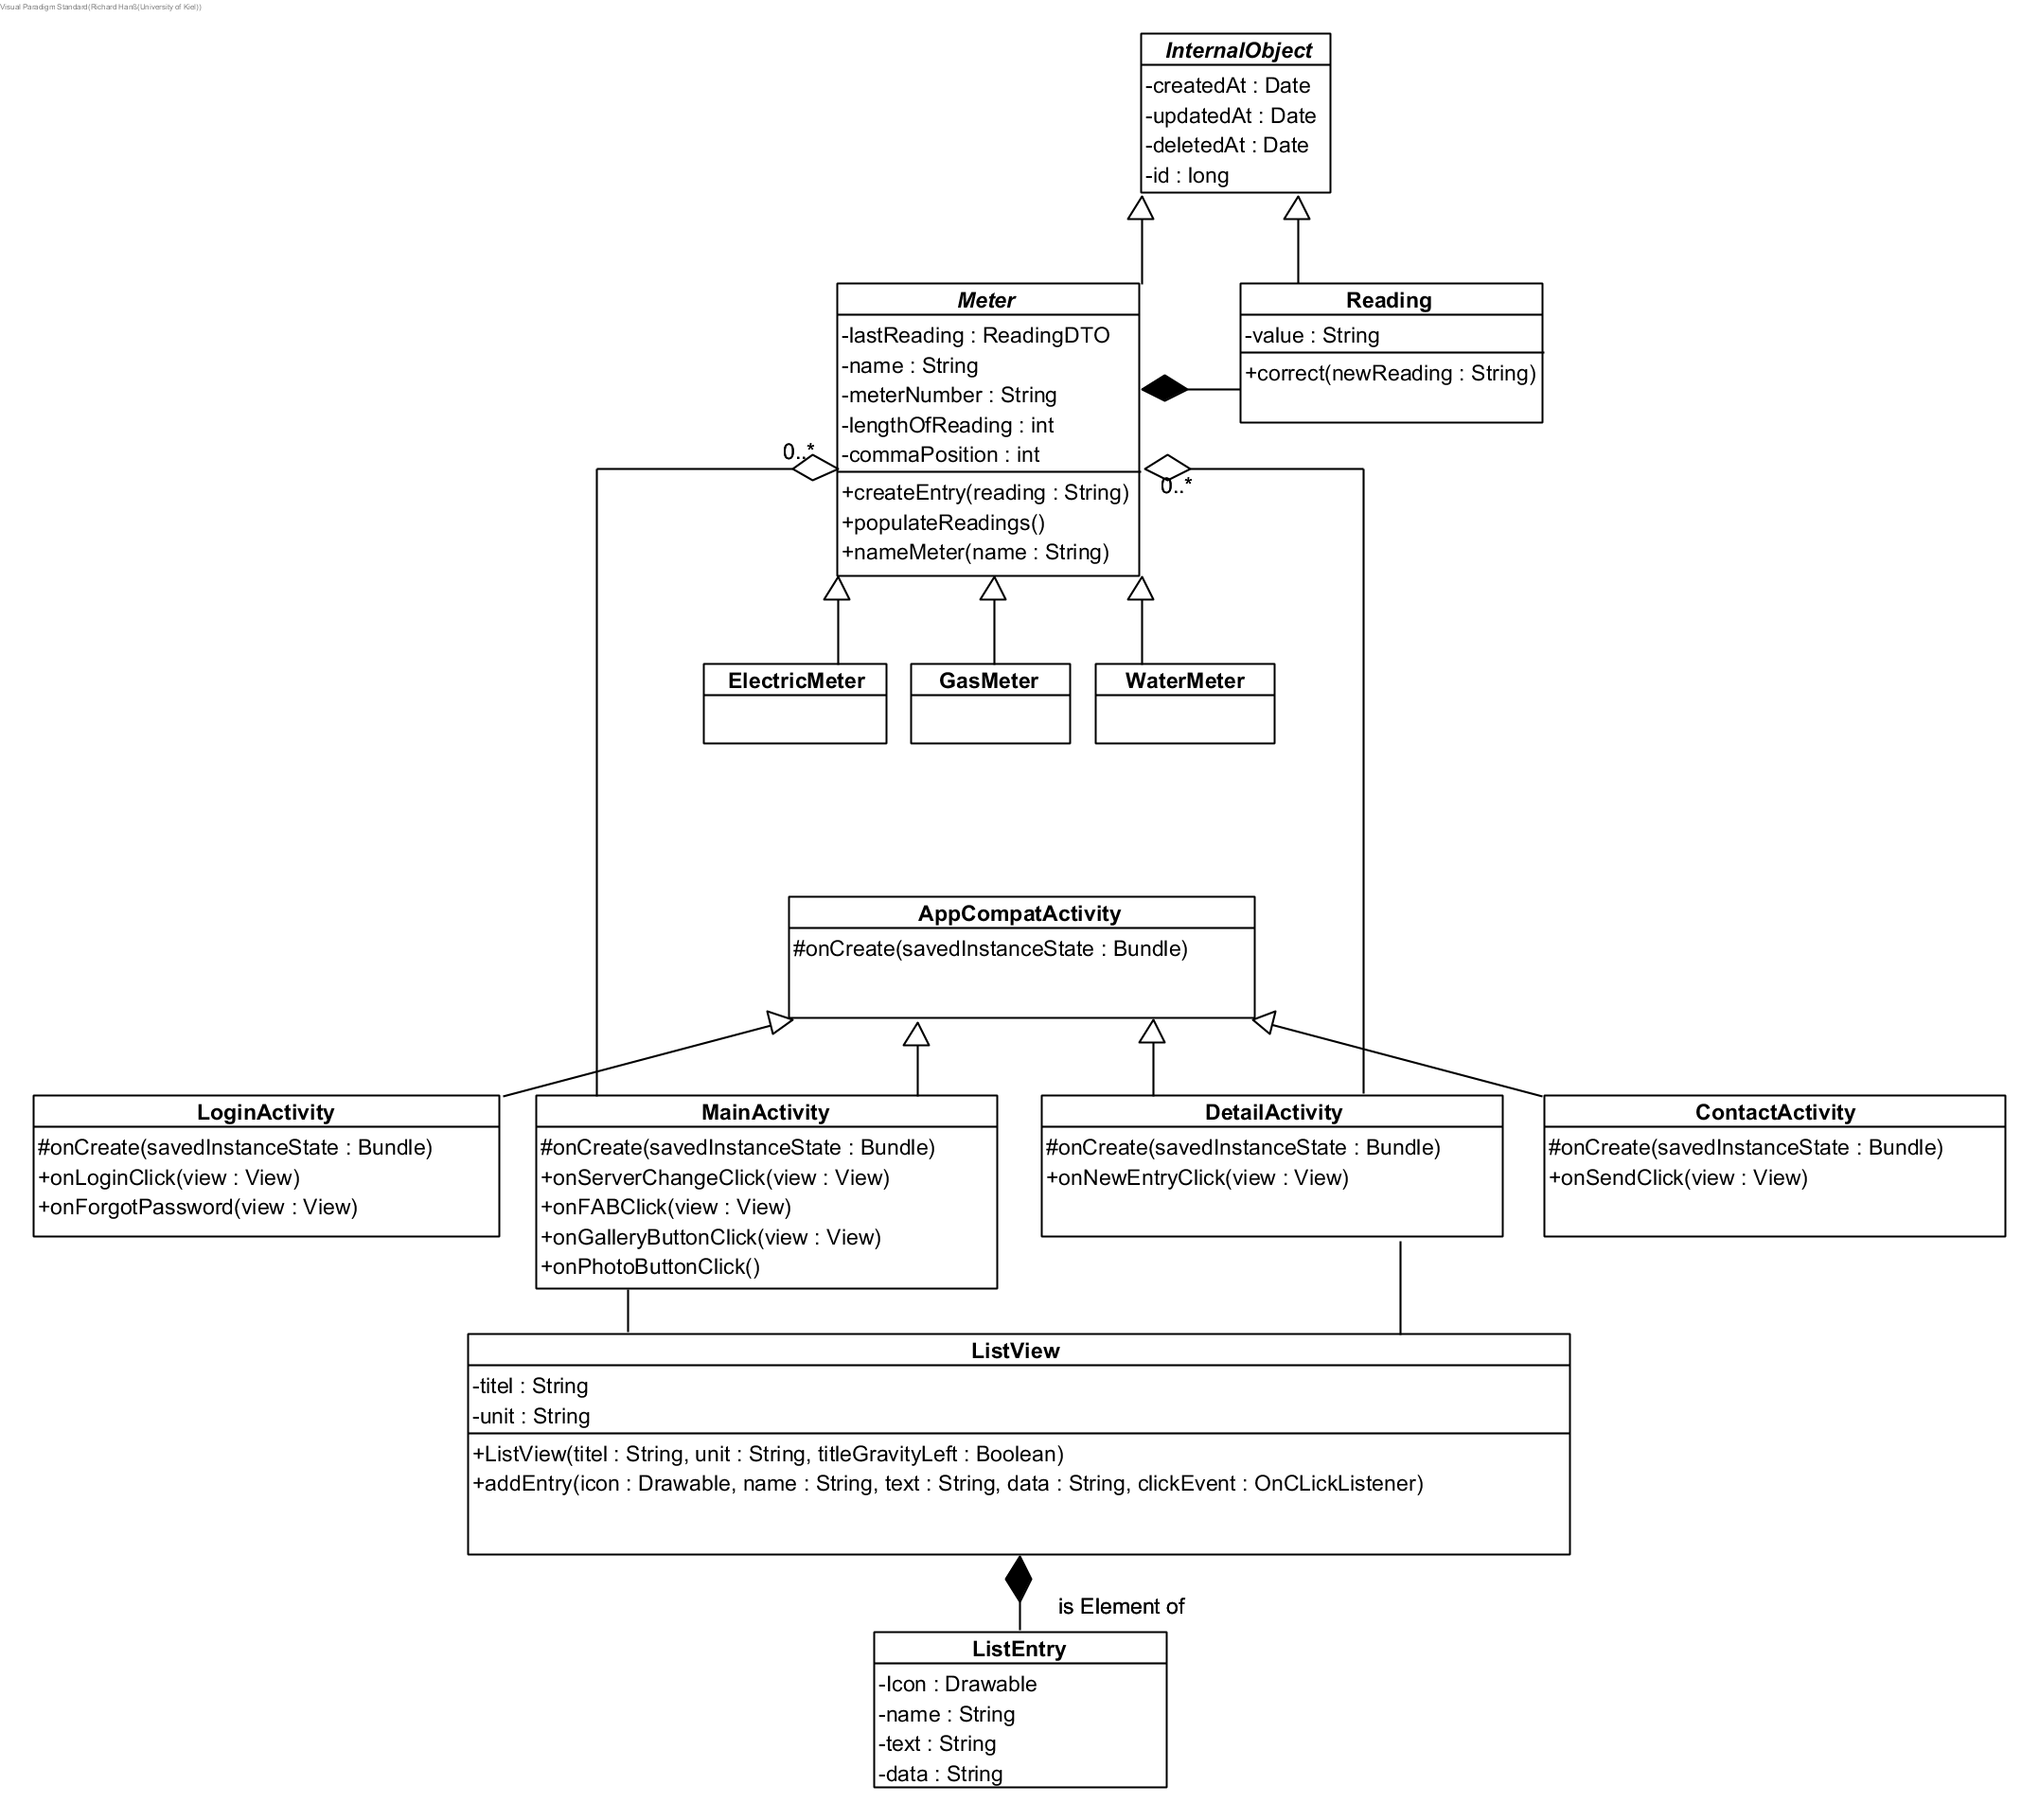 Visual Paradigm Standard(Richard Hanß(University of Kiel))
InternalObject
-createdAt : Date
-updatedAt : Date
-deletedAt : Date
-id : long
Meter
-lastReading : ReadingDTO
-name : String
-meterNumber : String
-lengthOfReading : int
-commaPosition : int
+createEntry(reading : String)
+populateReadings()
+nameMeter(name : String)
Reading
-value : String
+correct(newReading : String)
0..*
0..*
ElectricMeter
GasMeter
WaterMeter
AppCompatActivity
#onCreate(savedInstanceState : Bundle)
LoginActivity
#onCreate(savedInstanceState : Bundle)
+onLoginClick(view : View)
+onForgotPassword(view : View)
MainActivity
#onCreate(savedInstanceState : Bundle)
+onServerChangeClick(view : View)
+onFABClick(view : View)
+onGalleryButtonClick(view : View)
+onPhotoButtonClick()
DetailActivity
#onCreate(savedInstanceState : Bundle)
+onNewEntryClick(view : View)
ContactActivity
#onCreate(savedInstanceState : Bundle)
+onSendClick(view : View)
ListView
-titel : String
-unit : String
+ListView(titel : String, unit : String, titleGravityLeft : Boolean)
+addEntry(icon : Drawable, name : String, text : String, data : String, clickEvent : OnCLickListener)
is Element of
ListEntry
-Icon : Drawable
-name : String
-text : String
-data : String